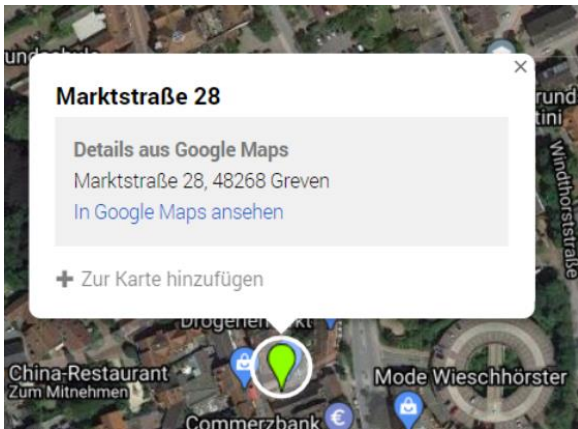 Marktstraße 28
Details aus Google Maps
Marktstraße 28, 48268 Greven
In Google Maps ansehen
Zur Karte hinzufügen
Windthorststraße
China-Restaurant
Zum Mitnehmen
Mode Wieschhörster
Commerzbank